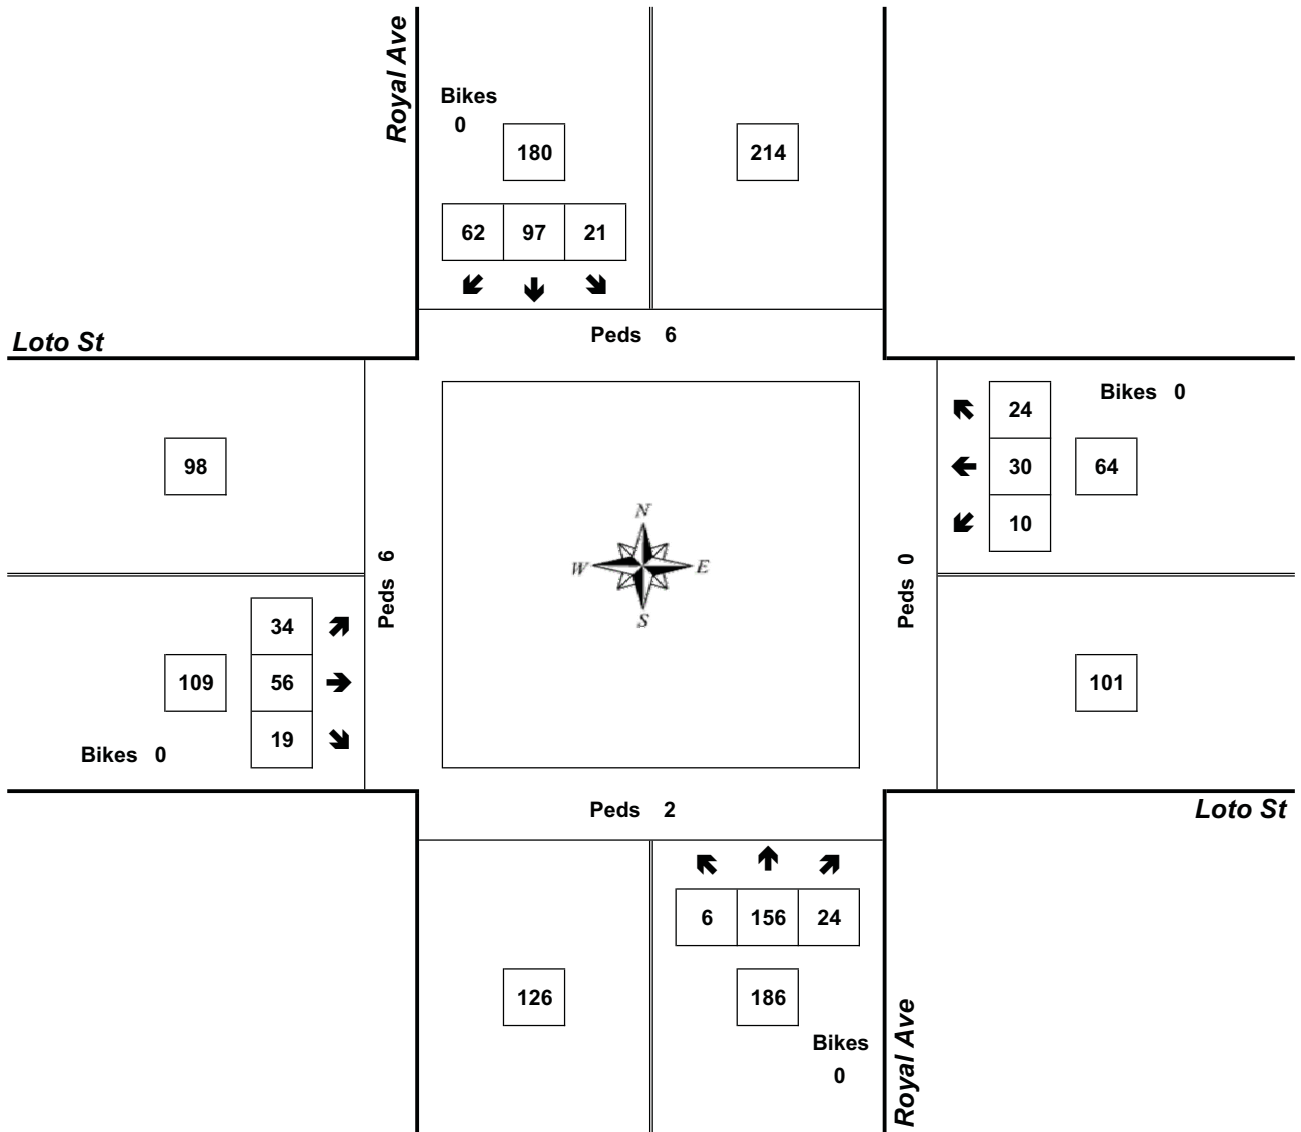 Royal Ave
Bikes
0
180
214
62 97 21
Peds 6
Loto St
24
Bikes 0
98
30
64
10
N
W E
S
Peds 6
Peds 0
34
109
56
101
19
Bikes 0
Peds 2
Loto St
6 156 24
126
186
Bikes
0
Royal Ave